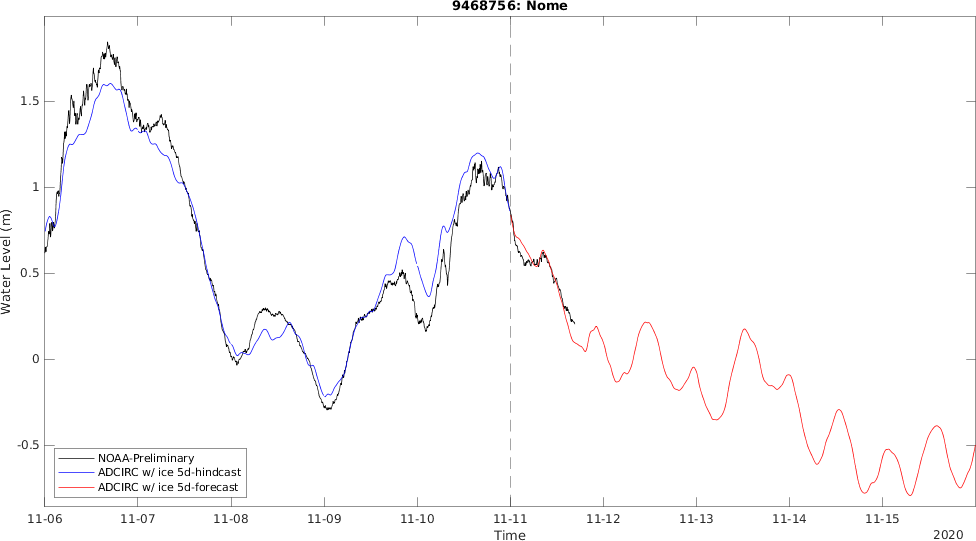 9468756: Nome
Water Level (m)
1.5
1
0.5
0
-0.5
NOAA-Preliminary
ADCIRC w/ ice 5d-hindcast
ADCIRC w/ ice 5d-forecast
11-06 11-07 11-08 11-09 11-10 11-11 11-12 11-13 11-14 11-15
Time
2020